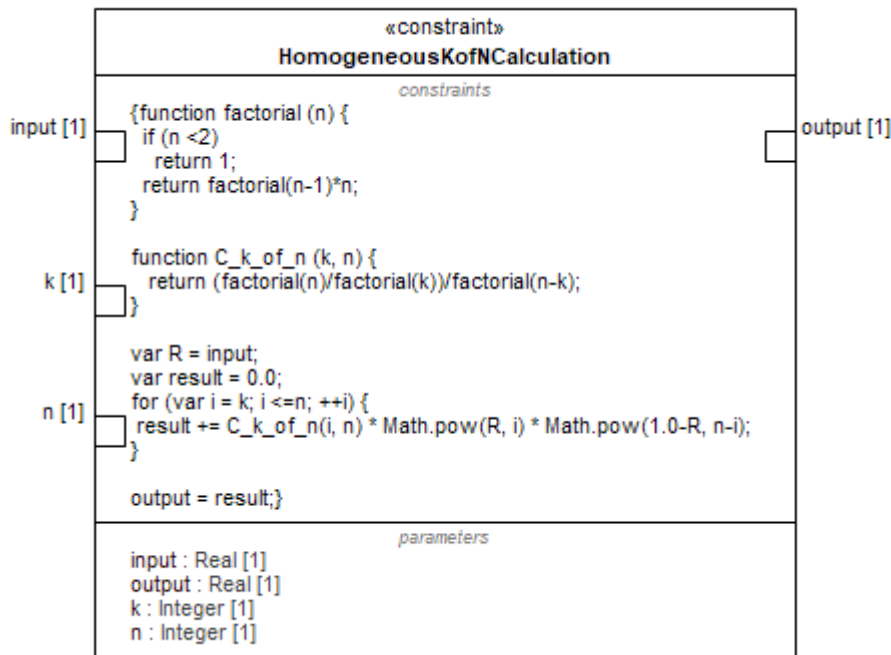 «constraint»
HomogeneousKofNCalculation
constraints
input [1]
output [1]
k [1]
n [1]
{function factorial (n) {
if (n <2)
return 1;
return factorial(n-1)*n;
}
function C_k_of_n (k, n) {
return (factorial(n)/factorial(k))/factorial(n-k);
}
var R = input;
var result = 0.0;
for (var i = k; i <=n; ++i) {
result += C_k_of_n(i, n) * Math.pow(R, i) * Math.pow(1.0-R, n-i);
}
output = result;}
parameters
input : Real [1]
output : Real [1]
k : Integer [1]
n : Integer [1]